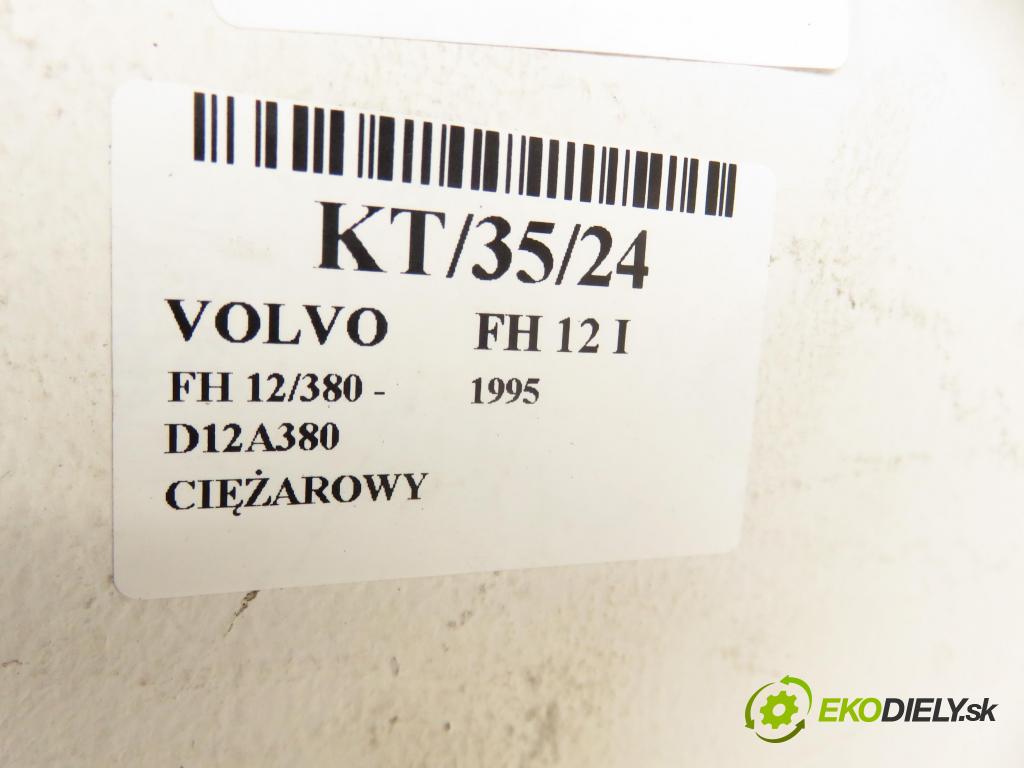 KT/35/24
VOLVO FH 12 I
FH 12/380 - 1995
D12A380
CIĘŻAROWY
EKODIELY.sk